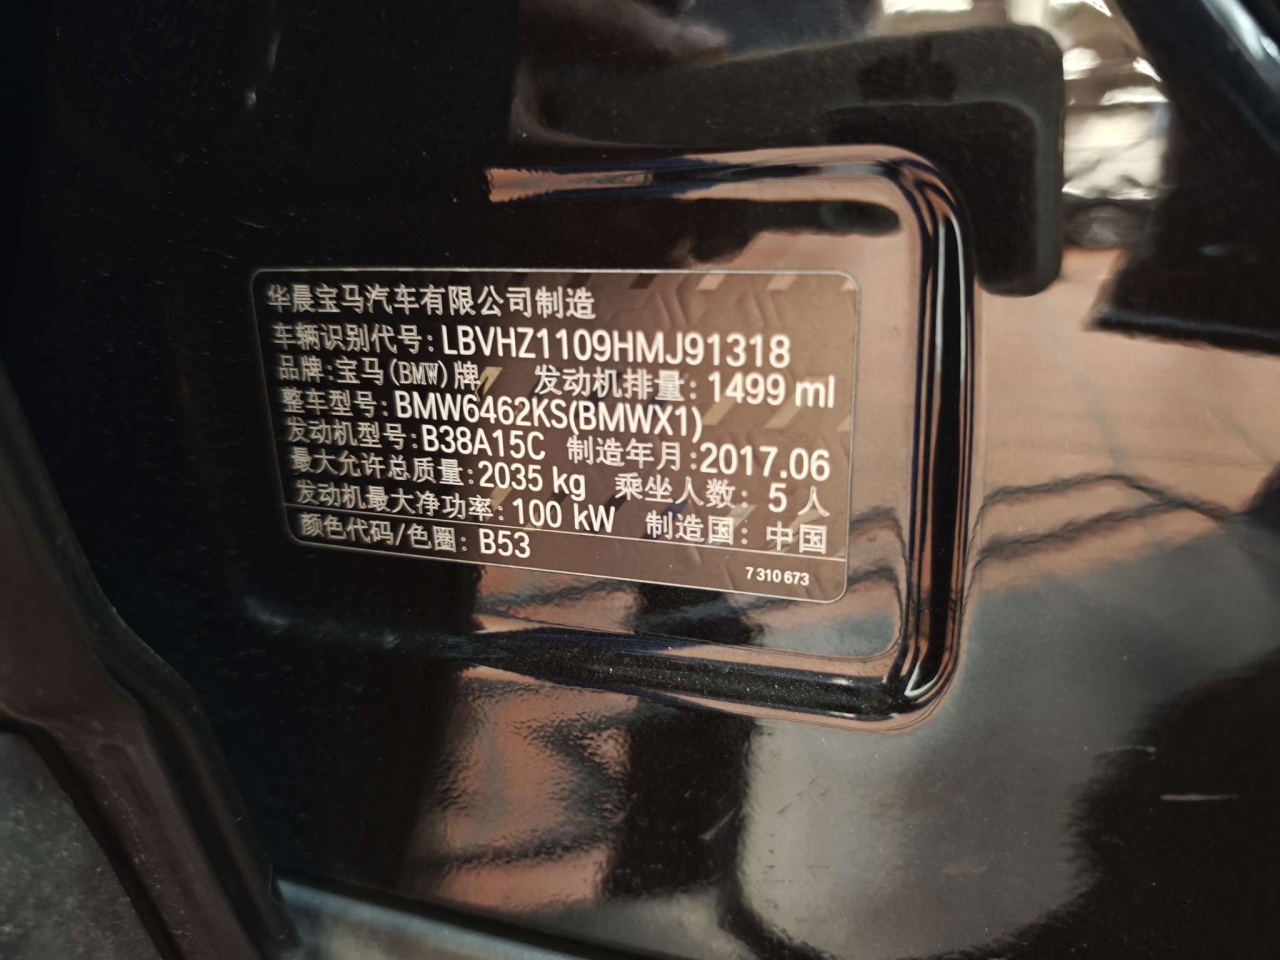 华晨宝马汽车有限公司制造
车辆识别代号:LBVHZ1109HMJ91318
品牌:宝马(BMW)牌 发动机排量: 1499 ml
整车型号:BMW6462KS(BMWX1)
发动机型号:B38A15C 制造年月:2017.06
最大允许总质量:2035 kg 乘坐人数: 5 人
发动机最大净功率:100 kW 制造国: 中国
颜色代码/色圈: B53
7 310 673